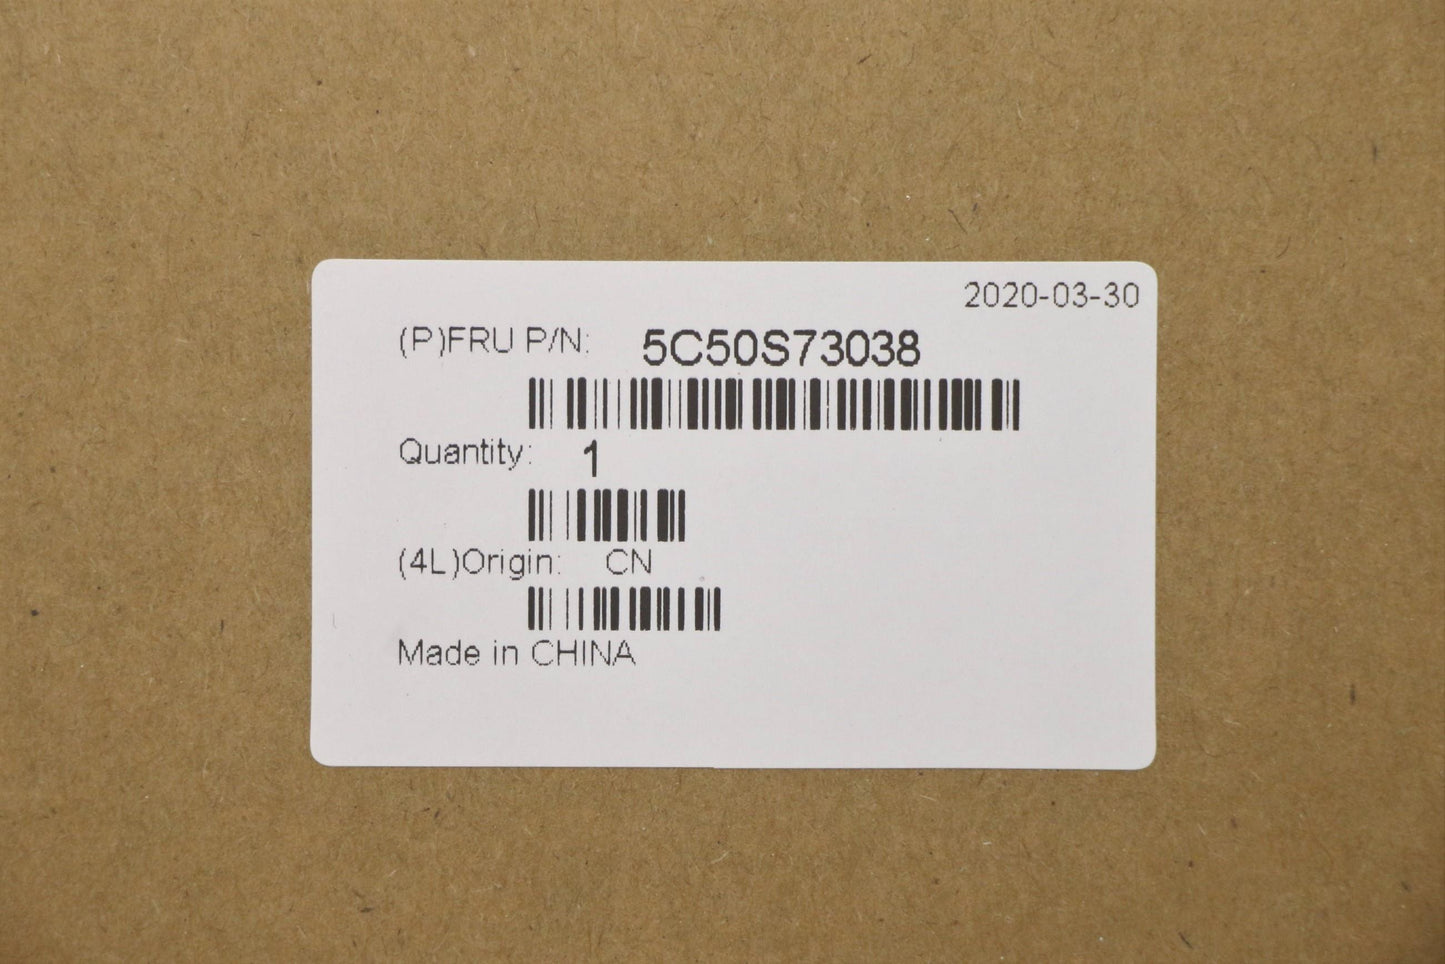 2020-03-30
(P)FRU P/N: 5C50S73038
Quantity: 1
(4L)Origin: CN
Made in CHINA